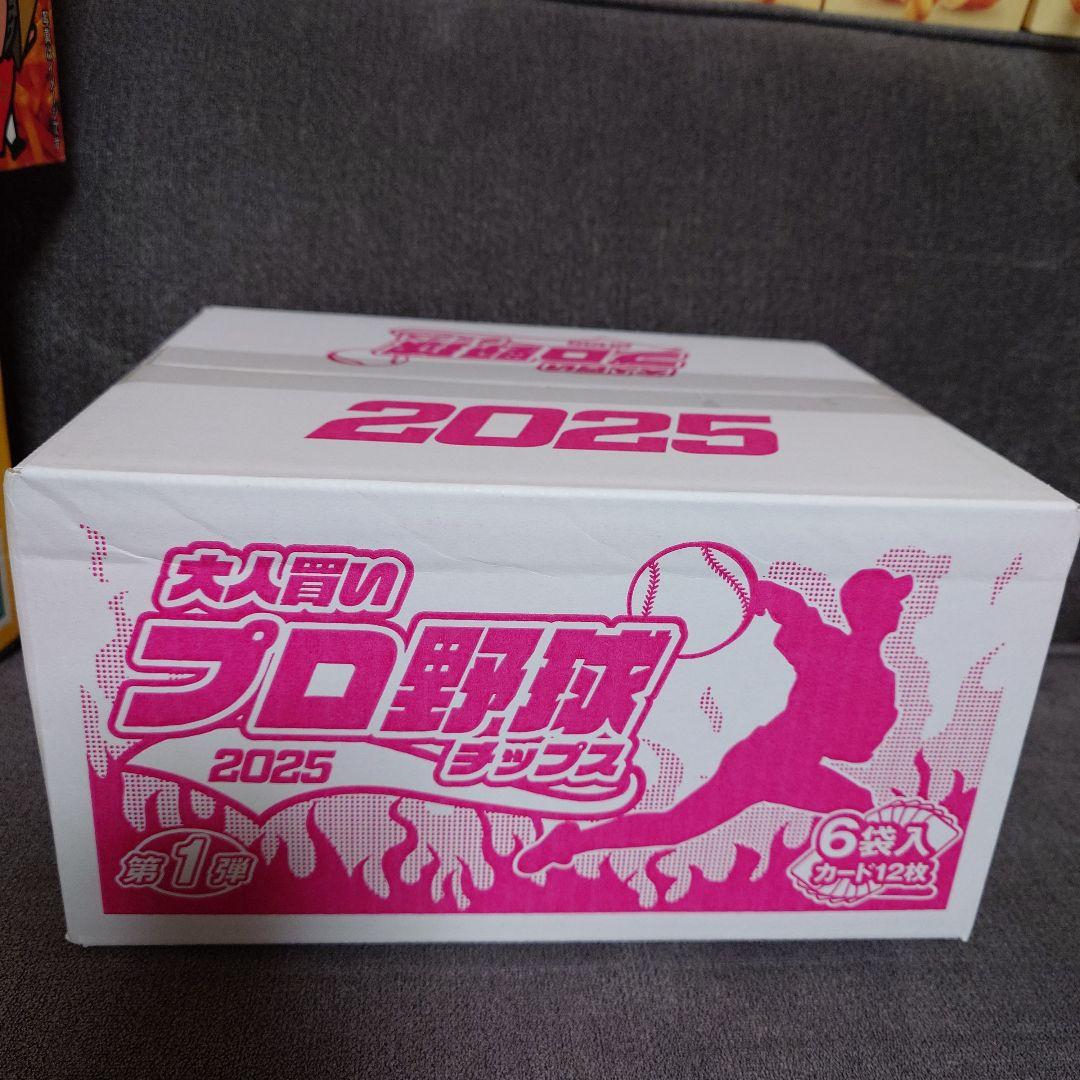 2025
大人買い
プロ野球
チップス
2025
第1弾
6袋入
カード12枚